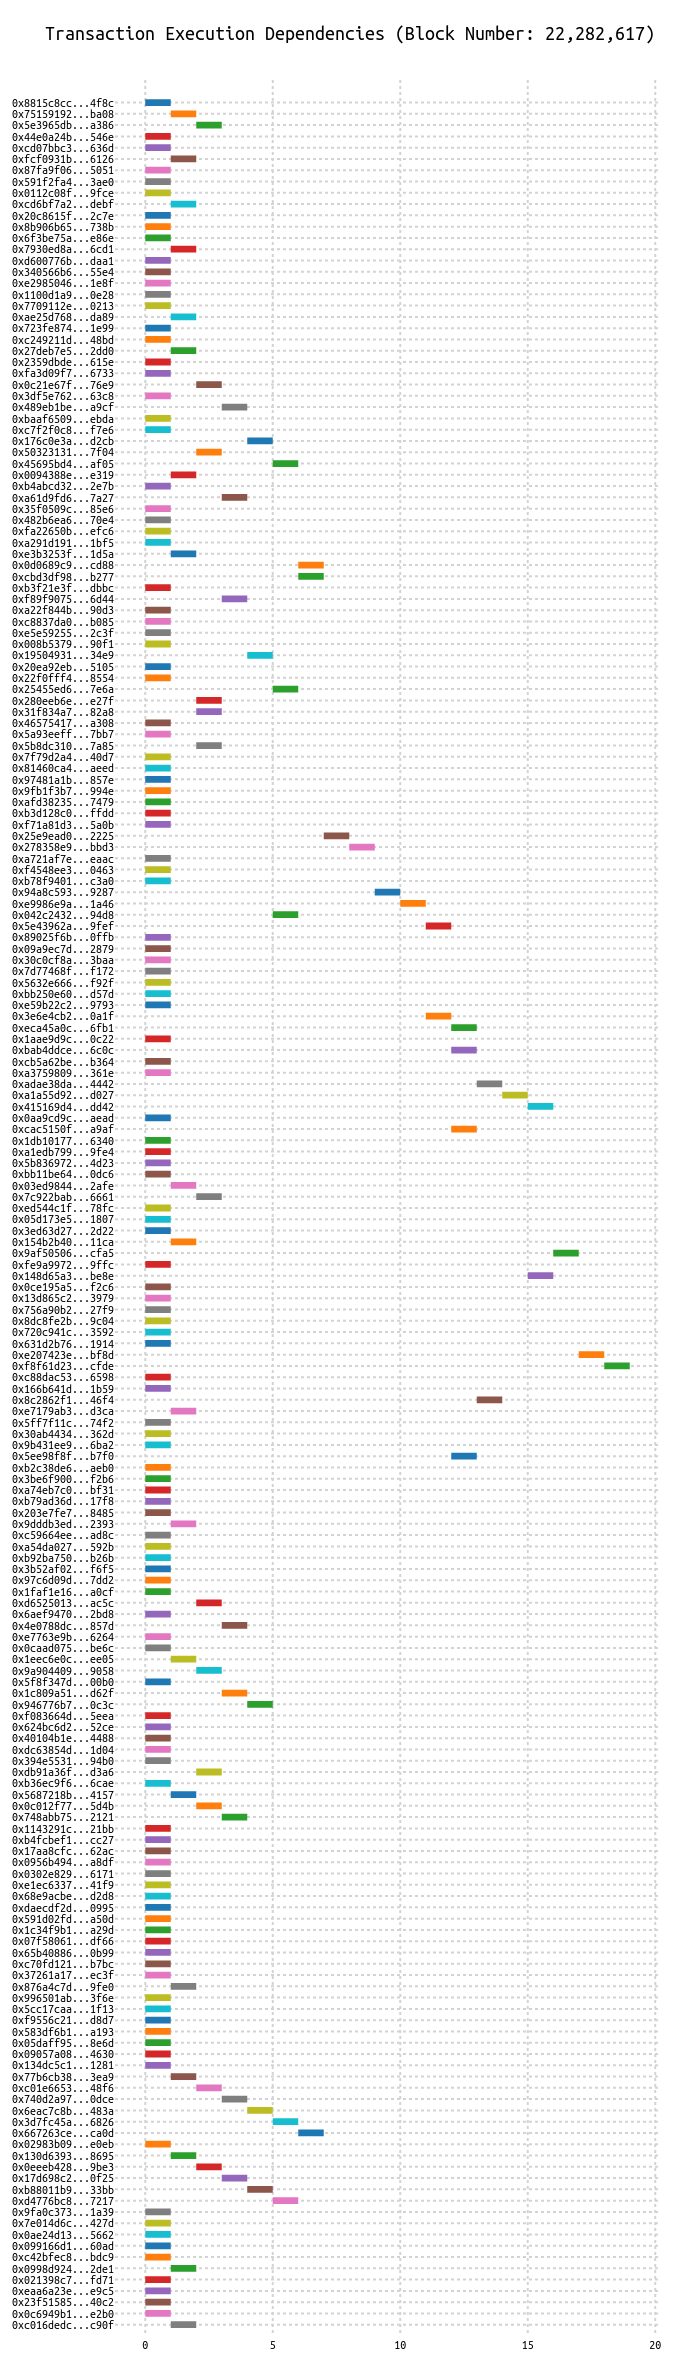 Transaction Execution Dependencies (Block Number: 22,282,617)
0x8815c8cc...4f8c
0x75159192...ba08
0x5e3965db...a386
0x44e0a24b...546e
0xcd07bbc3...636d
0xfcf0931b...6126
0x87fa9f06...5051
0x591f2fa4...3ae0
0x0112c08f...9fce
0xcd6bf7a2...debf
0x20c8615f...2c7e
0x8b906b65...738b
0x6f3be75a...e86e
0x7930ed8a...6cd1
0xd600776b...daa1
0x340566b6...55e4
0xe2985046...1e8f
0x1100d1a9...0e28
0x7709112e...0213
0xae25d768...da89
0x723fe874...1e99
0xc249211d...48bd
0x27deb7e5...2dd0
0x2359dbde...615e
0xfa3d09f7...6733
0x0c21e67f...76e9
0x3df5e762...63c8
0x489eb1be...a9cf
0xbaaf6509...ebda
0xc7f2f0c8...f7e6
0x176c0e3a...d2cb
0x50323131...7f04
0x45695bd4...af05
0x0094388e...e319
0xb4abcd32...2e7b
0xa61d9fd6...7a27
0x35f0509c...85e6
0x482b6ea6...70e4
0xfa22650b...efc6
0xa291d191...1bf5
0xe3b3253f...1d5a
0x0d0689c9...cd88
0xcbd3df98...b277
0xb3f21e3f...dbbc
0xf89f9075...6d44
0xa22f844b...90d3
0xc8837da0...b085
0xe5e59255...2c3f
0x008b5379...90f1
0x19504931...34e9
0x20ea92eb...5105
0x22f0fff4...8554
0x25455ed6...7e6a
0x280eeb6e...e27f
0x31f834a7...82a8
0x46575417...a308
0x5a93eeff...7bb7
0x5b8dc310...7a85
0x7f79d2a4...40d7
0x81460ca4...aeed
0x97481a1b...857e
0x9fb1f3b7...994e
0xafd38235...7479
0xb3d128c0...ffdd
0xf71a81d3...5a0b
0x25e9ead0...2225
0x278358e9...bbd3
0xa721af7e...eaac
0xf4548ee3...0463
0xb78f9401...c3a0
0x94a8c593...9287
0xe9986e9a...1a46
0x042c2432...94d8
0x5e43962a...9fef
0x89025f6b...0ffb
0x09a9ec7d...2879
0x30c0cf8a...3baa
0x7d77468f...f172
0x5632e666...f92f
0xbb250e60...d57d
0xe59b22c2...9793
0x3e6e4cb2...0a1f
0xeca45a0c...6fb1
0x1aae9d9c...0c22
0xbab4ddce...6c0c
0xcb5a62be...b364
0xa3759809...361e
0xadae38da...4442
0xa1a55d92...d027
0x415169d4...dd42
0x0aa9cd9c...aead
0xcac5150f...a9af
0x1db10177...6340
0xa1edb799...9fe4
0x5b836972...4d23
0xbb11be64...0dc6
0x03ed9844...2afe
0x7c922bab...6661
0xed544c1f...78fc
0x05d173e5...1807
0x3ed63d27...2d22
0x154b2b40...11ca
0x9af50506...cfa5
0xfe9a9972...9ffc
0x148d65a3...be8e
0x0ce195a5...f2c6
0x13d865c2...3979
0x756a90b2...27f9
0x8dc8fe2b...9c04
0x720c941c...3592
0x631d2b76...1914
0xe207423e...bf8d
0xf8f61d23...cfde
0xc88dac53...6598
0x166b641d...1b59
0x8c2862f1...46f4
0xe7179ab3...d3ca
0x5ff7f11c...74f2
0x30ab4434...362d
0x9b431ee9...6ba2
0x5ee98f8f...b7f0
0xb2c38de6...aeb0
0x3be6f900...f2b6
0xa74eb7c0...bf31
0xb79ad36d...17f8
0x203e7fe7...8485
0x9dddb3ed...2393
0xc59664ee...ad8c
0xa54da027...592b
0xb92ba750...b26b
0x3b52af02...f6f5
0x97c6d09d...7dd2
0x1faf1e16...a0cf
0xd6525013...ac5c
0x6aef9470...2bd8
0x4e0788dc...857d
0xe7763e9b...6264
0x0caad075...be6c
0x1eec6e0c...ee05
0x9a904409...9058
0x5f8f347d...00b0
0x1c809a51...d62f
0x946776b7...0c3c
0xf083664d...5eea
0x624bc6d2...52ce
0x40104b1e...4488
0xdc63854d...1d04
0x394e5531...94b0
0xdb91a36f...d3a6
0xb36ec9f6...6cae
0x5687218b...4157
0x0c012f77...5d4b
0x748abb75...2121
0x1143291c...21bb
0xb4fcbef1...cc27
0x17aa8cfc...62ac
0x0956b494...a8df
0x0302e829...6171
0xe1ec6337...41f9
0x68e9acbe...d2d8
0xdaecdf2d...0995
0x591d02fd...a50d
0x1c34f9b1...a29d
0x07f58061...df66
0x65b40886...0b99
0xc70fd121...b7bc
0x37261a17...ec3f
0x876a4c7d...9fe0
0x996501ab...3f6e
0x5cc17caa...1f13
0xf9556c21...d8d7
0x583df6b1...a193
0x05daff95...8e6d
0x09057a08...4630
0x134dc5c1...1281
0x77b6cb38...3ea9
0xc01e6653...48f6
0x740d2a97...0dce
0x6eac7c8b...483a
0x3d7fc45a...6826
0x667263ce...ca0d
0x02983b09...e0eb
0x130d6393...8695
0x0eeeb428...9be3
0x17d698c2...0f25
0xb88011b9...33bb
0xd4776bc8...7217
0x9fa0c373...1a39
0x7e014d6c...427d
0x0ae24d13...5662
0x099166d1...60ad
0xc42bfec8...bdc9
0x0998d924...2de1
0x021398c7...fd71
0xeaa6a23e...e9c5
0x23f51585...40c2
0x0c6949b1...e2b0
0xc016dedc...c90f
0 5 10 15 20